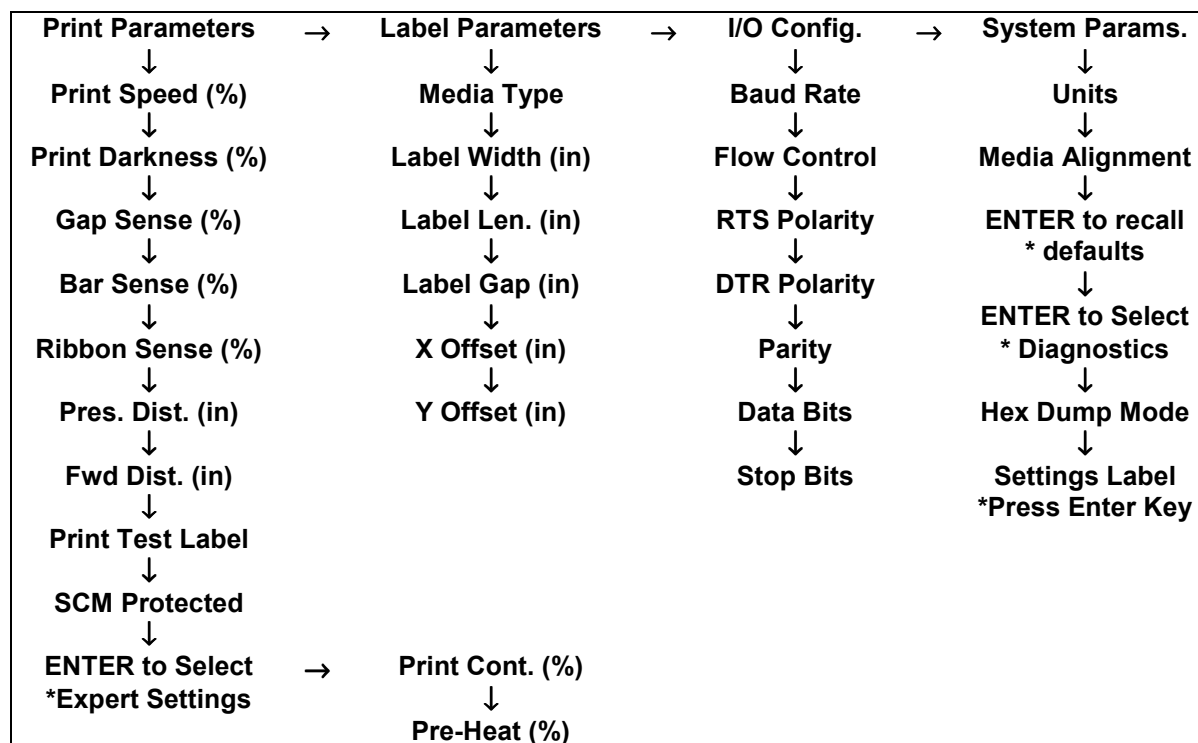 Print Parameters → Label Parameters → I/O Config. → System Params.
↓ ↓ ↓ ↓
Print Speed (%) Media Type Baud Rate Units
↓ ↓ ↓ ↓
Print Darkness (%) Label Width (in) Flow Control Media Alignment
↓ ↓ ↓ ↓
Gap Sense (%) Label Len. (in) RTS Polarity ENTER to recall
↓ ↓ ↓ * defaults
Bar Sense (%) Label Gap (in) DTR Polarity ↓
↓ ↓ ↓ ENTER to Select
Ribbon Sense (%) X Offset (in) Parity * Diagnostics
↓ ↓ ↓ ↓
Pres. Dist. (in) Y Offset (in) Data Bits Hex Dump Mode
↓ ↓ ↓
Fwd Dist. (in) Stop Bits Settings Label
↓ *Press Enter Key
Print Test Label
↓
SCM Protected
↓
ENTER to Select → Print Cont. (%)
*Expert Settings ↓
Pre-Heat (%)